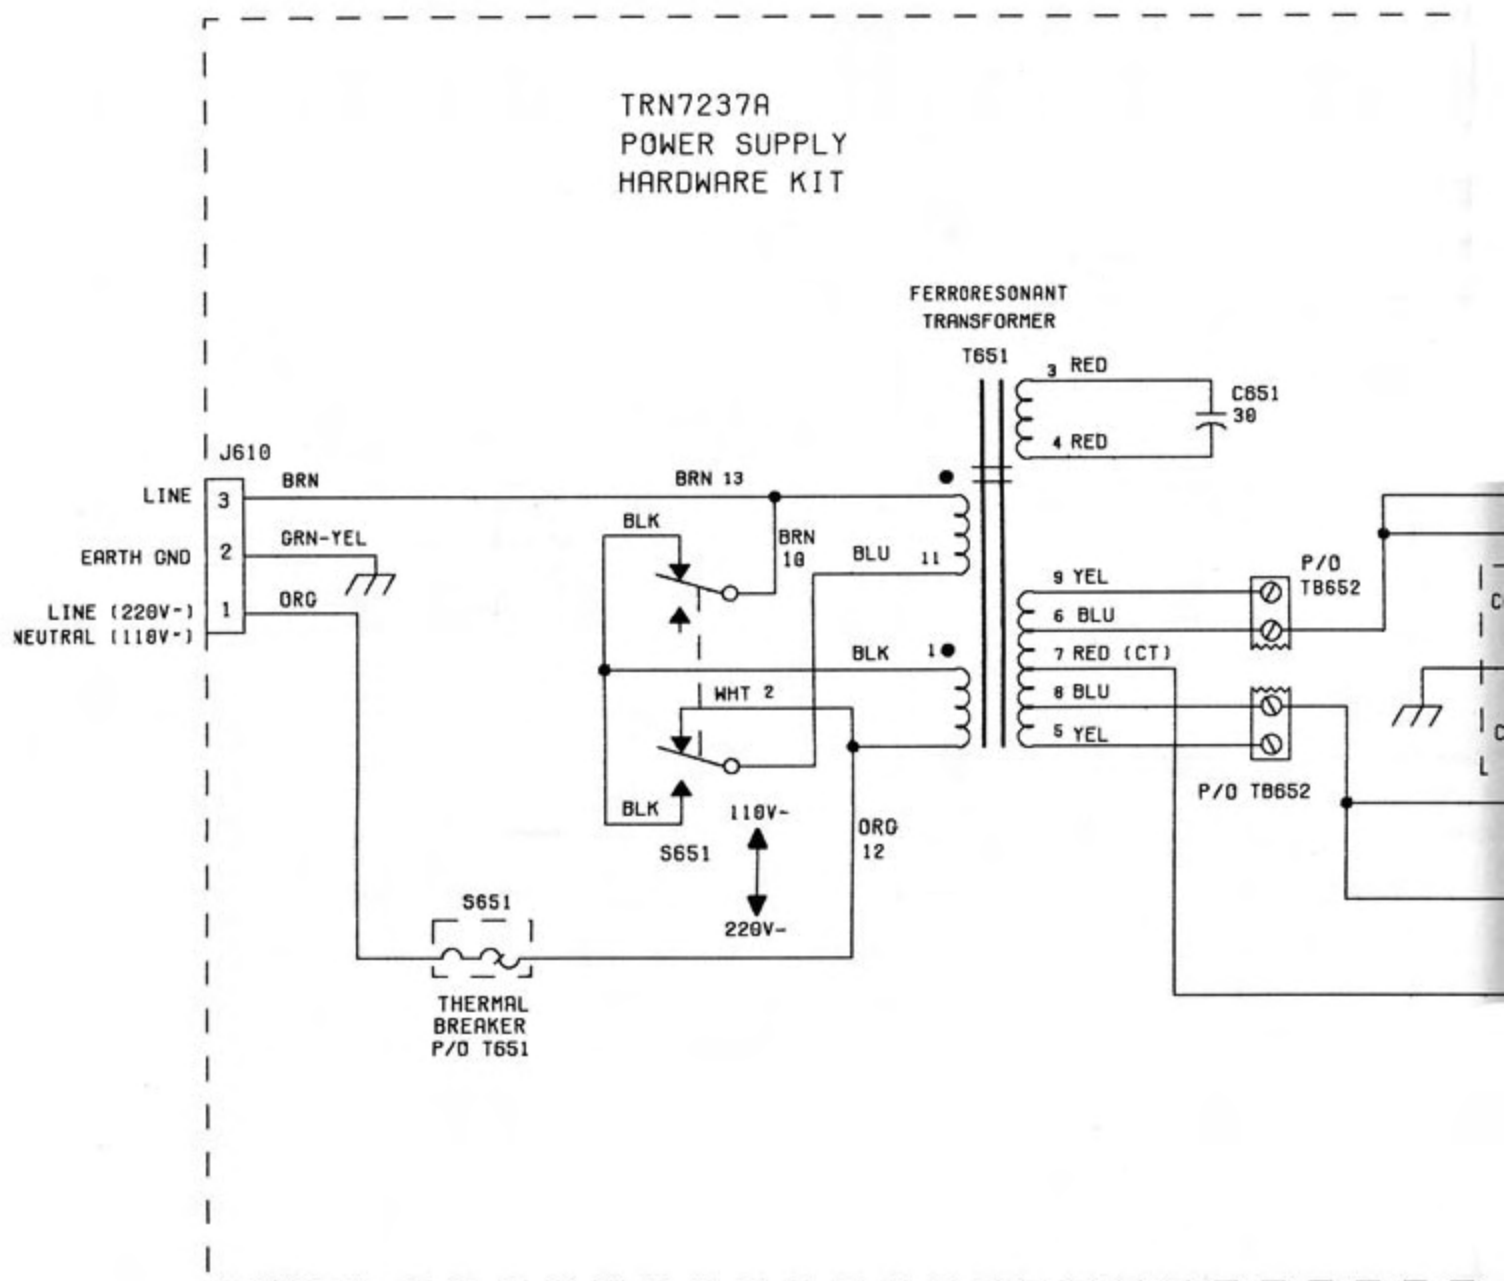 TRN7237A
POWER SUPPLY
HARDWARE KIT
FERRORESONANT
TRANSFORMER
T651
3 RED
C651
30
4 RED
J610
LINE
3
BRN
BRN 13
BLK
BRN
10
BLU
11
EARTH GND
2
GRN-YEL
LINE (220V~)
NEUTRAL (110V~)
1
ORG
9 YEL
P/O
TB652
6 BLU
7 RED (CT)
BLK
1
WHT 2
8 BLU
5 YEL
P/O TB652
BLK
110V~
S651
ORG
12
220V~
S651
THERMAL
BREAKER
P/O T651